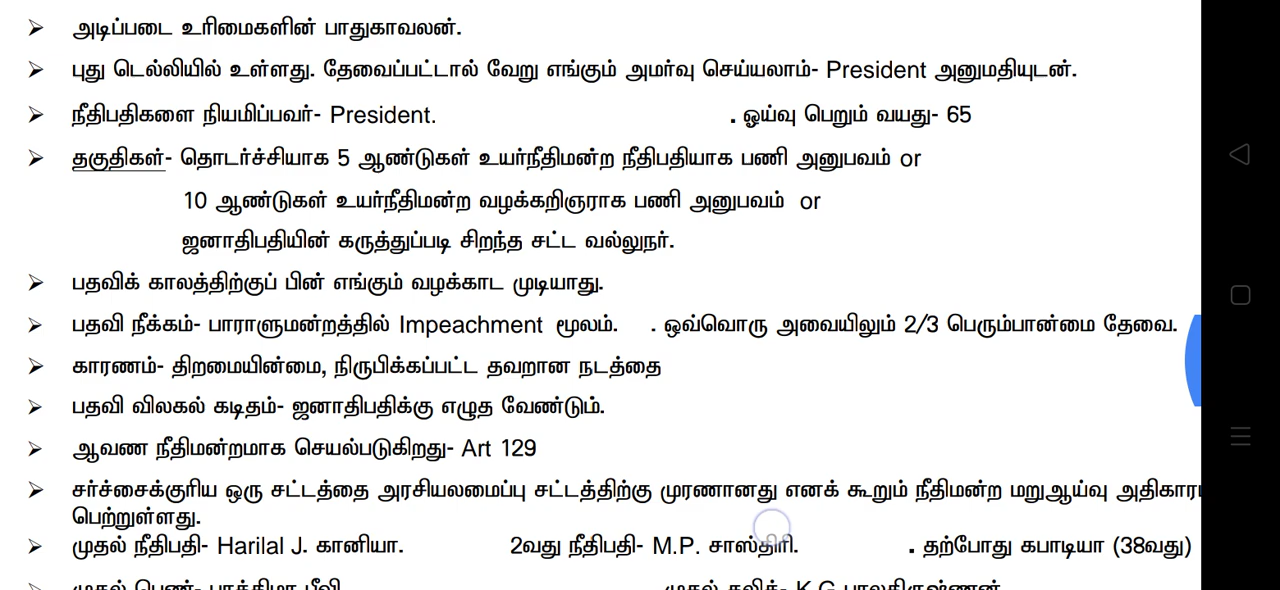 ➢ அடிப்படை உரிமைகளின் பாதுகாவலன்.
➢ புது டெல்லியில் உள்ளது. தேவைப்பட்டால் வேறு எங்கும் அமர்வு செய்யலாம்- President அனுமதியுடன்.
➢ நீதிபதிகளை நியமிப்பவர்- President. . ஓய்வு பெறும் வயது- 65
➢ தகுதிகள்- தொடர்ச்சியாக 5 ஆண்டுகள் உயர்நீதிமன்ற நீதிபதியாக பணி அனுபவம் or
10 ஆண்டுகள் உயர்நீதிமன்ற வழக்கறிஞராக பணி அனுபவம் or
ஜனாதிபதியின் கருத்துப்படி சிறந்த சட்ட வல்லுநர்.
➢ பதவிக் காலத்திற்குப் பின் எங்கும் வழக்காட முடியாது.
➢ பதவி நீக்கம்- பாராளுமன்றத்தில் Impeachment மூலம். . ஒவ்வொரு அவையிலும் 2/3 பெரும்பான்மை தேவை.
➢ காரணம்- திறமையின்மை, நிருபிக்கப்பட்ட தவறான நடத்தை
➢ பதவி விலகல் கடிதம்- ஜனாதிபதிக்கு எழுத வேண்டும்.
➢ ஆவண நீதிமன்றமாக செயல்படுகிறது- Art 129
➢ சர்ச்சைக்குரிய ஒரு சட்டத்தை அரசியலமைப்பு சட்டத்திற்கு முரணானது எனக் கூறும் நீதிமன்ற மறுஆய்வு
பெற்றுள்ளது.
➢ முதல் நீதிபதி- Harilal J. கானியா. 2வது நீதிபதி- M.P. சாஸ்திரி. . தற்போது கபாடியா (38வது)